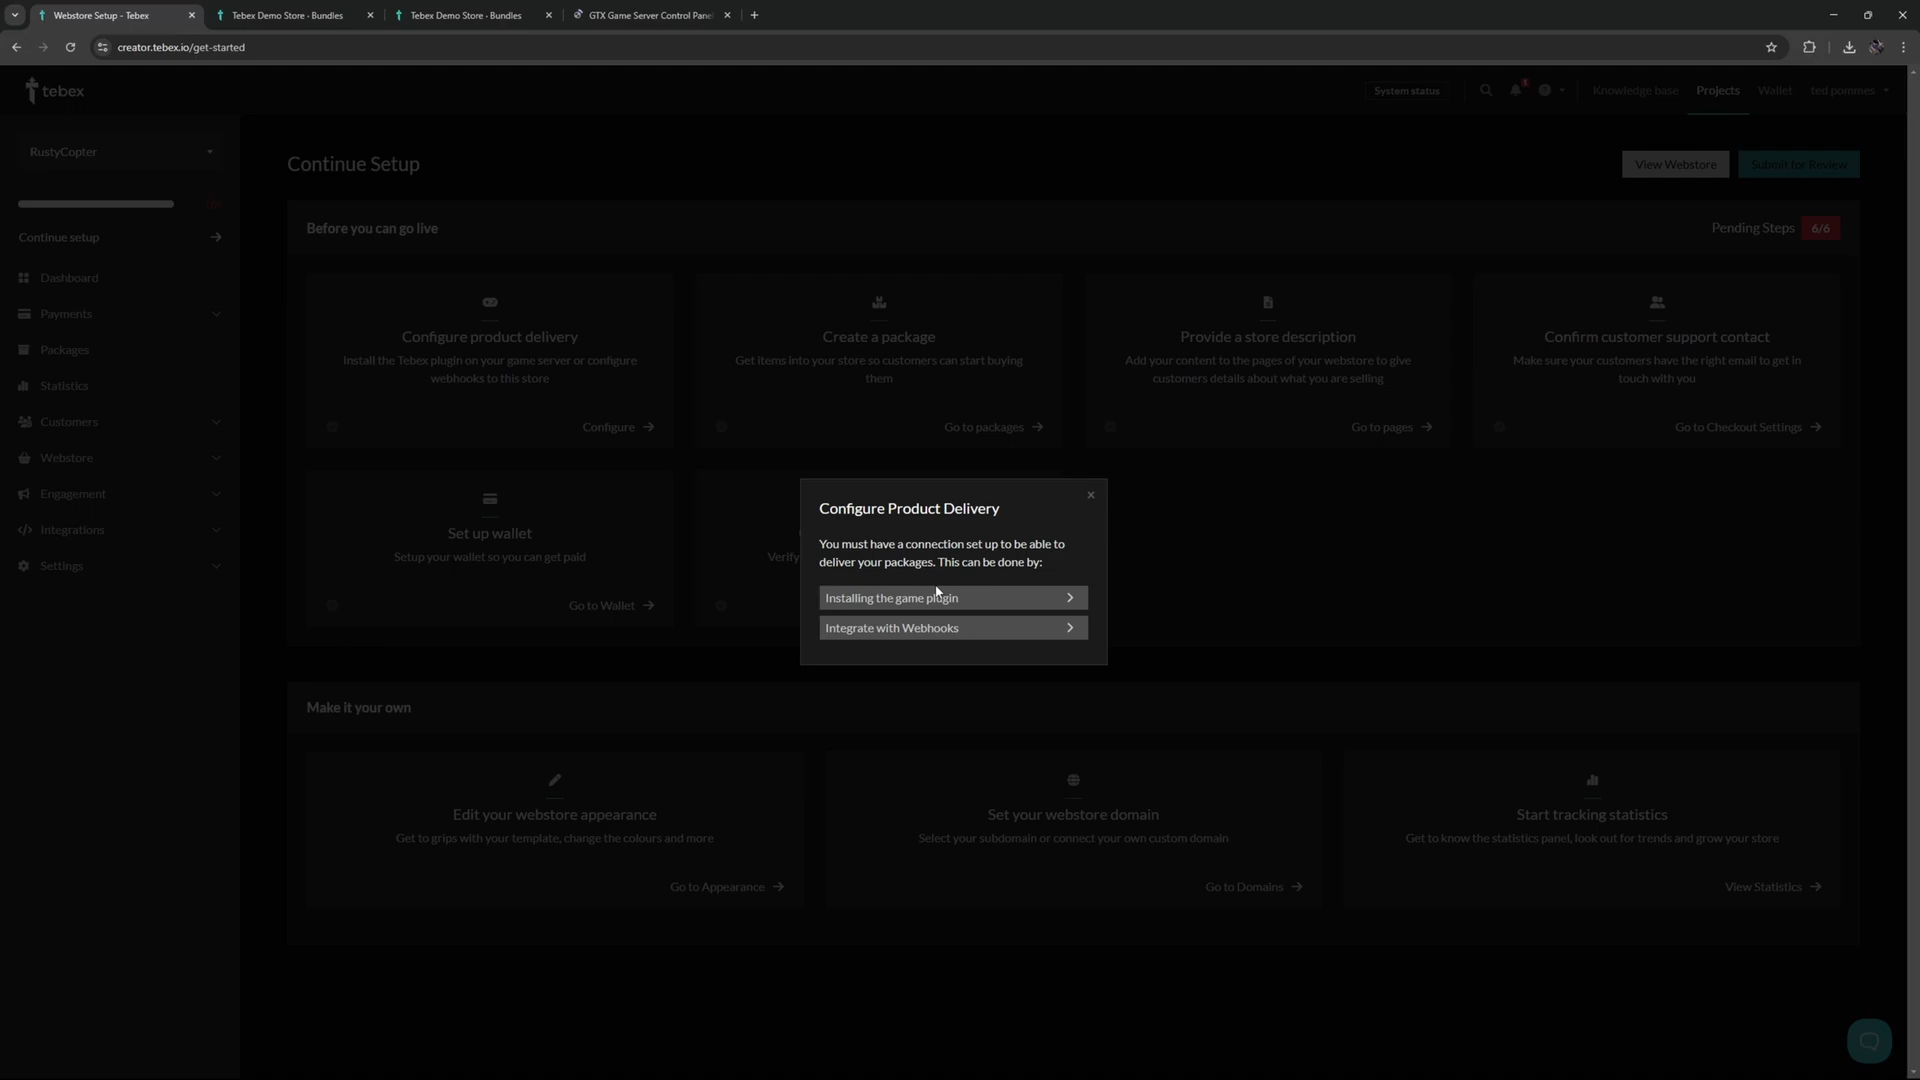 Webstore Setup - Tebex
Tebex Demo Store - Bundles
Tebex Demo Store - Bundles
GTX Game Server Control Panel
creator.tebex.io/get-started
tebex
System status
Knowledge base
Projects
Wallet
ted pommes
RustyCopter
Continue setup
Dashboard
Payments
Packages
Statistics
Customers
Webstore
Engagement
Integrations
Settings
Continue Setup
View Webstore
Submit for Review
Before you can go live
Pending Steps 6/6
Configure product delivery
Install the Tebex plugin on your game server or configure
webhooks to this store
Configure
Create a package
Get items into your store so customers can start buying
them
Go to packages
Provide a store description
Add your content to the pages of your webstore to give
customers details about what you are selling
Go to pages
Confirm customer support contact
Make sure your customers have the right email to get in
touch with you
Go to Checkout Settings
Set up wallet
Setup your wallet so you can get paid
Go to Wallet
Verify
Configure Product Delivery
You must have a connection set up to be able to
deliver your packages. This can be done by:
Installing the game plugin
Integrate with Webhooks
Make it your own
Edit your webstore appearance
Get to grips with your template, change the colours and more
Go to Appearance
Set your webstore domain
Select your subdomain or connect your own custom domain
Go to Domains
Start tracking statistics
Get to know the statistics panel, look out for trends and grow your store
View Statistics